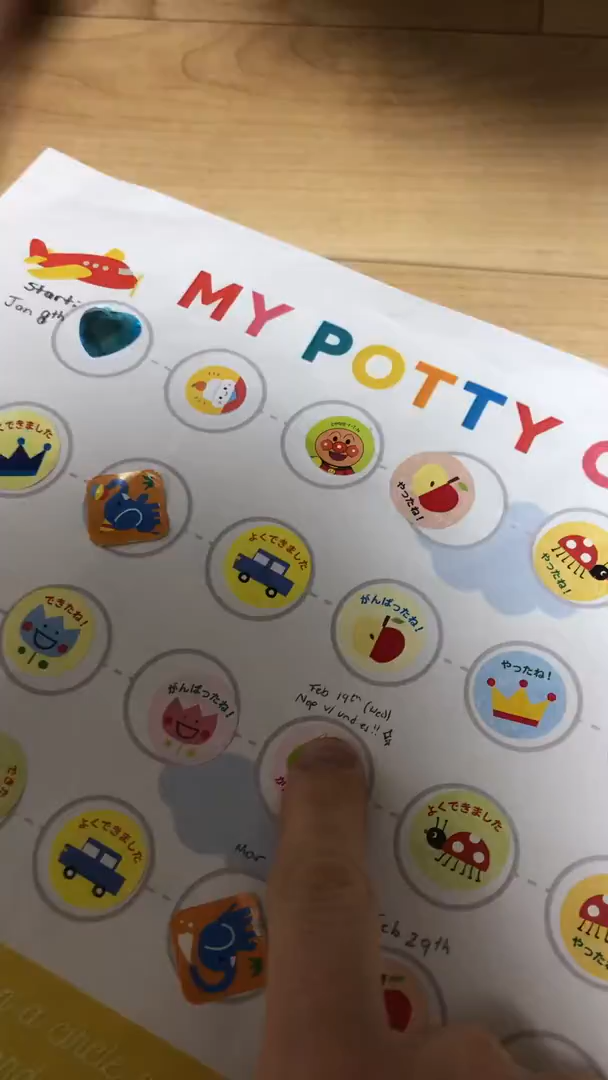 MY POTTY C
Start:
Jan 8th
くできました
やったね!
よくできました
やったね!
できたね!
がんばったね!
やったね!
がんばったね!
Feb 19th (Wed)
Nap w/ undies!!
よくできました
よくできました
Mor
Feb 29th
やった
a circle